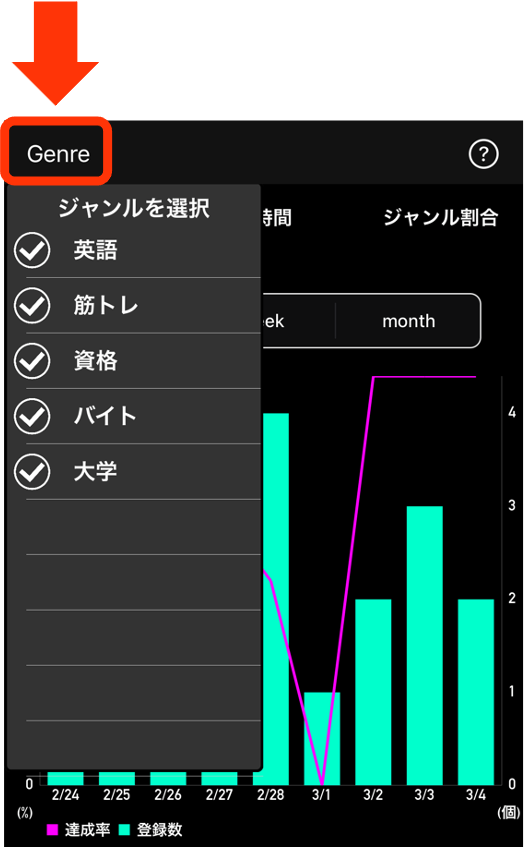 Genre
?
ジャンルを選択
時間
ジャンル割合
英語
筋トレ
eek
month
資格
バイト
大学
4
3
2
1
0
0
2/24 2/25 2/26 2/27 2/28 3/1 3/2 3/3 3/4
(%)
(個)
達成率 登録数